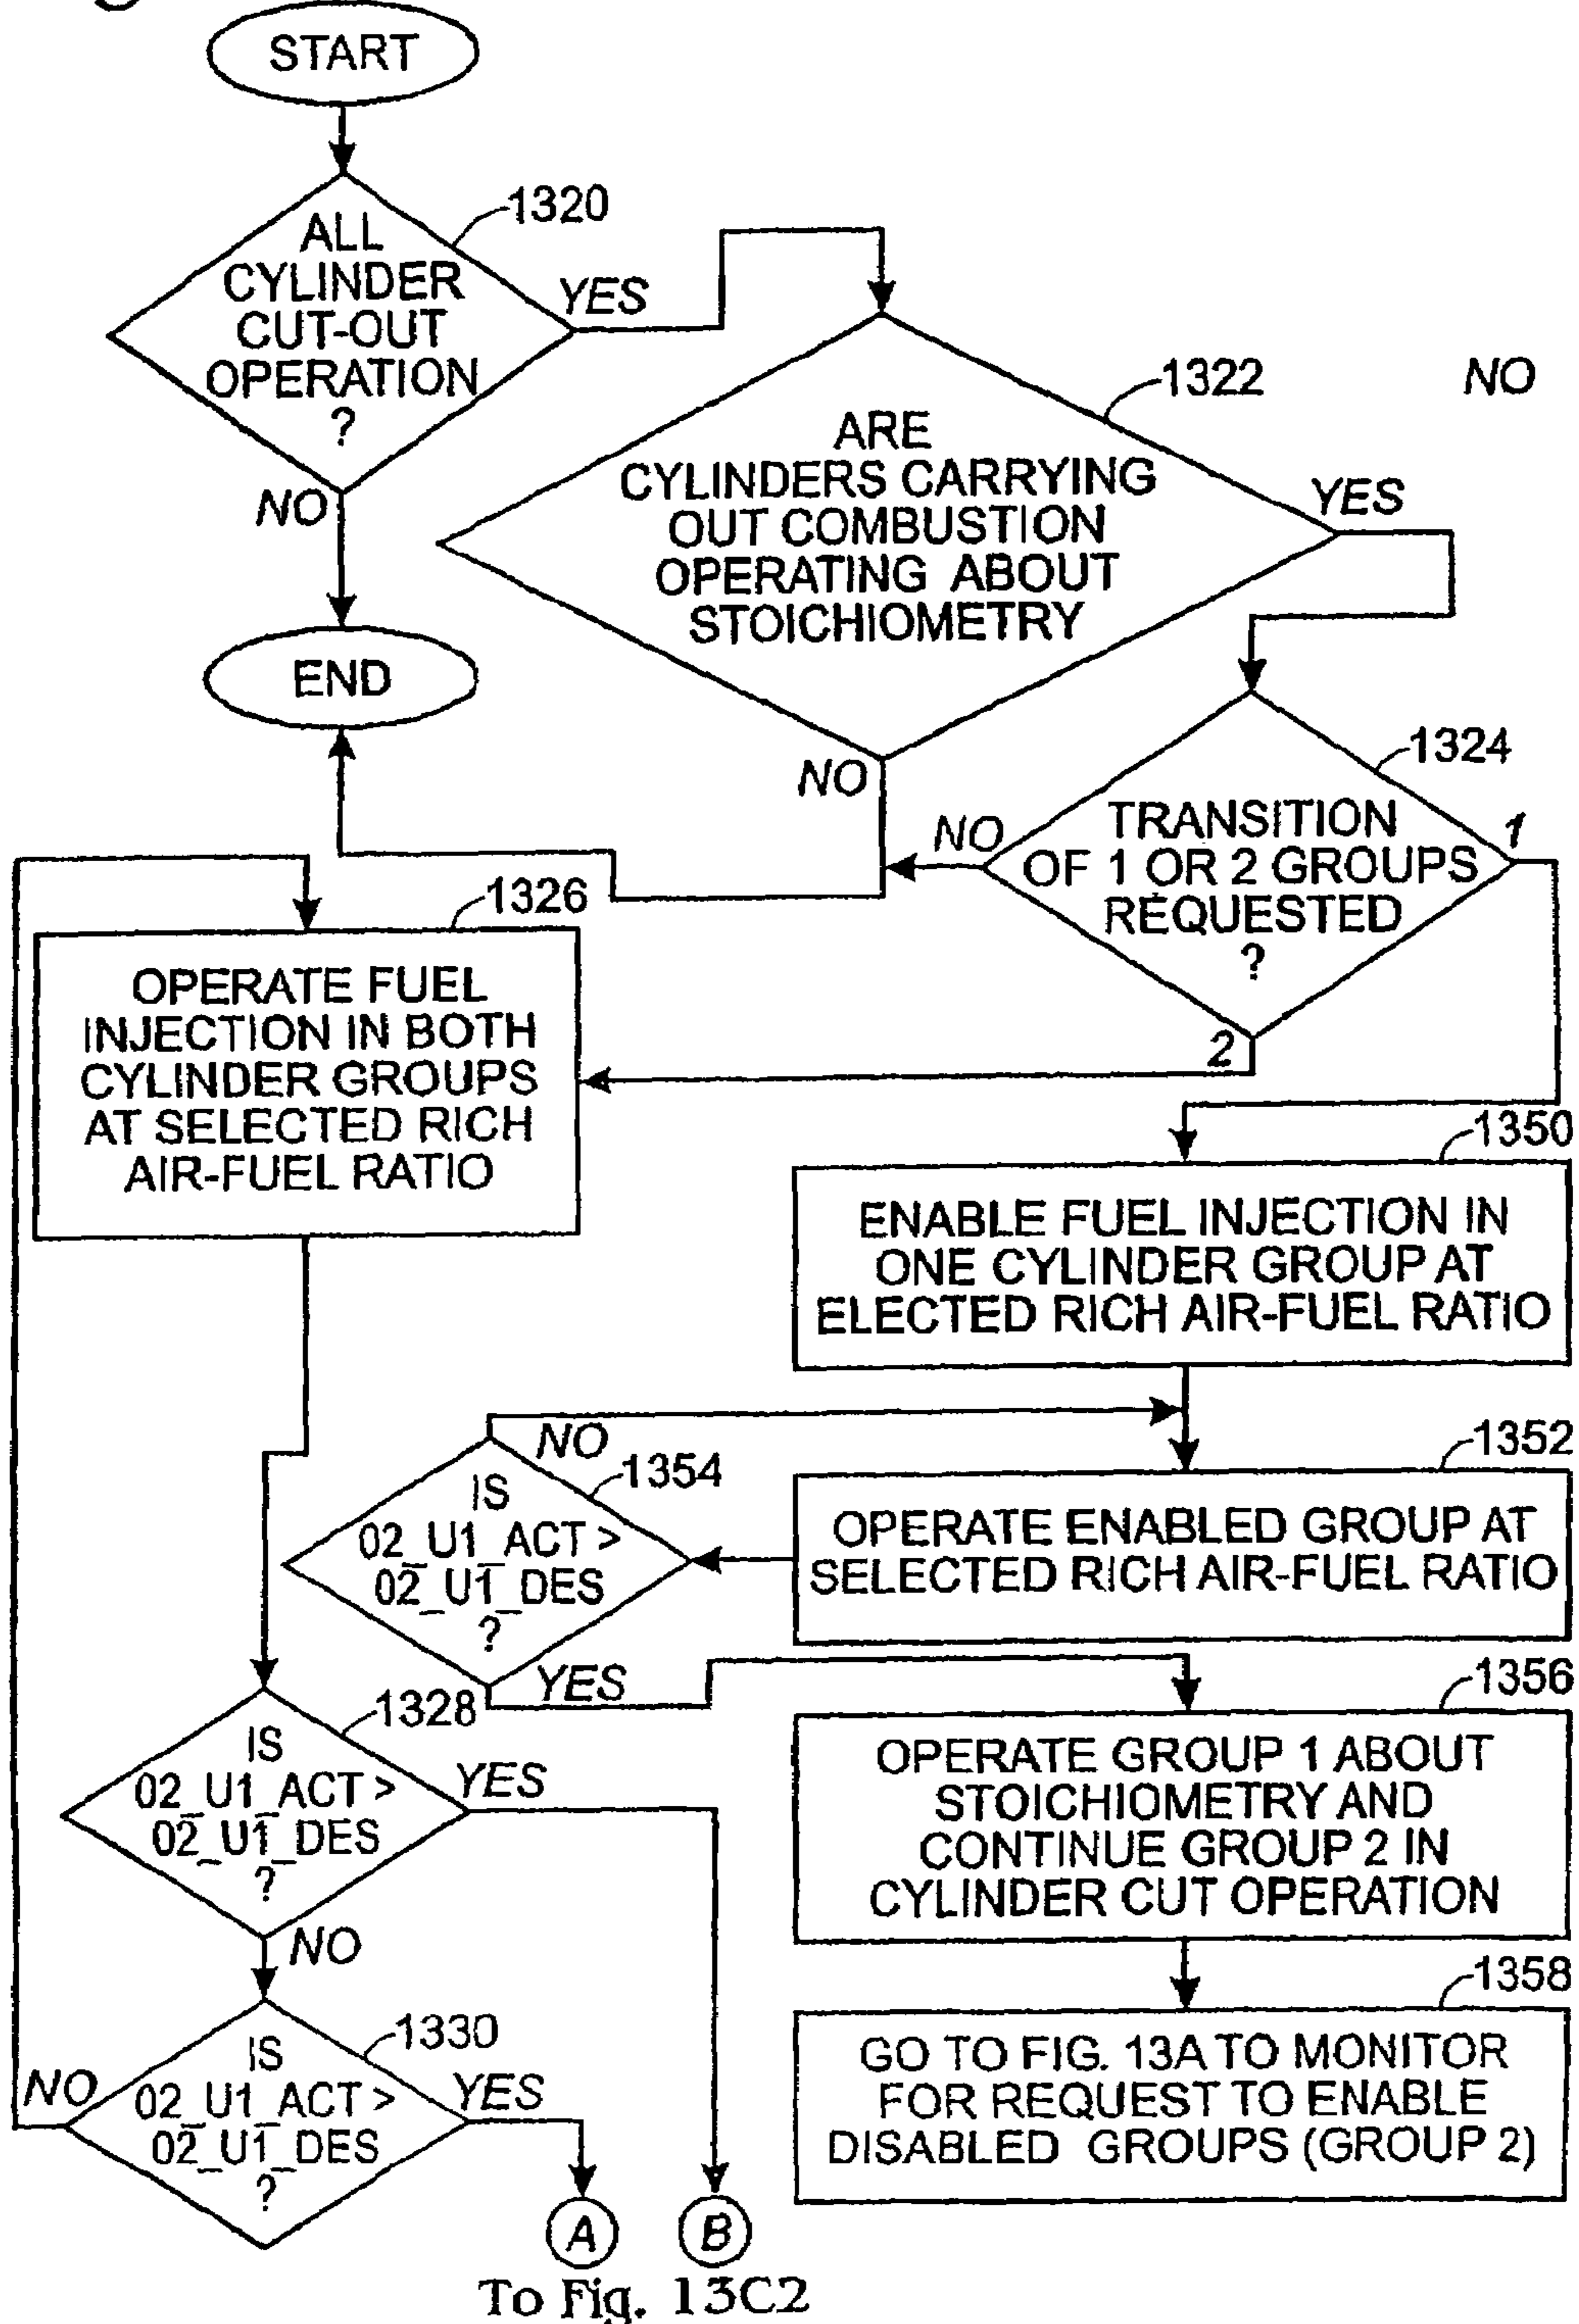 START
1320
ALL
CYLINDER
CUT-OUT
OPERATION
?
YES
NO
1322
NO
ARE
CYLINDERS CARRYING
OUT COMBUSTION
OPERATING ABOUT
STOICHIOMETRY
YES
NO
END
1324
TRANSITION
OF 1 OR 2 GROUPS
REQUESTED
?
NO
1
2
1326
OPERATE FUEL
INJECTION IN BOTH
CYLINDER GROUPS
AT SELECTED RICH
AIR-FUEL RATIO
1350
ENABLE FUEL INJECTION IN
ONE CYLINDER GROUP AT
ELECTED RICH AIR-FUEL RATIO
1352
OPERATE ENABLED GROUP AT
SELECTED RICH AIR-FUEL RATIO
NO
1354
IS
02_U1_ACT >
02_U1_DES
?
YES
1356
OPERATE GROUP 1 ABOUT
STOICHIOMETRY AND
CONTINUE GROUP 2 IN
CYLINDER CUT OPERATION
1328
IS
02_U1_ACT >
02_U1_DES
?
YES
NO
1358
GO TO FIG. 13A TO MONITOR
FOR REQUEST TO ENABLE
DISABLED GROUPS (GROUP 2)
1330
IS
02_U1_ACT >
02_U1_DES
?
NO
YES
A
B
To Fig. 13C2